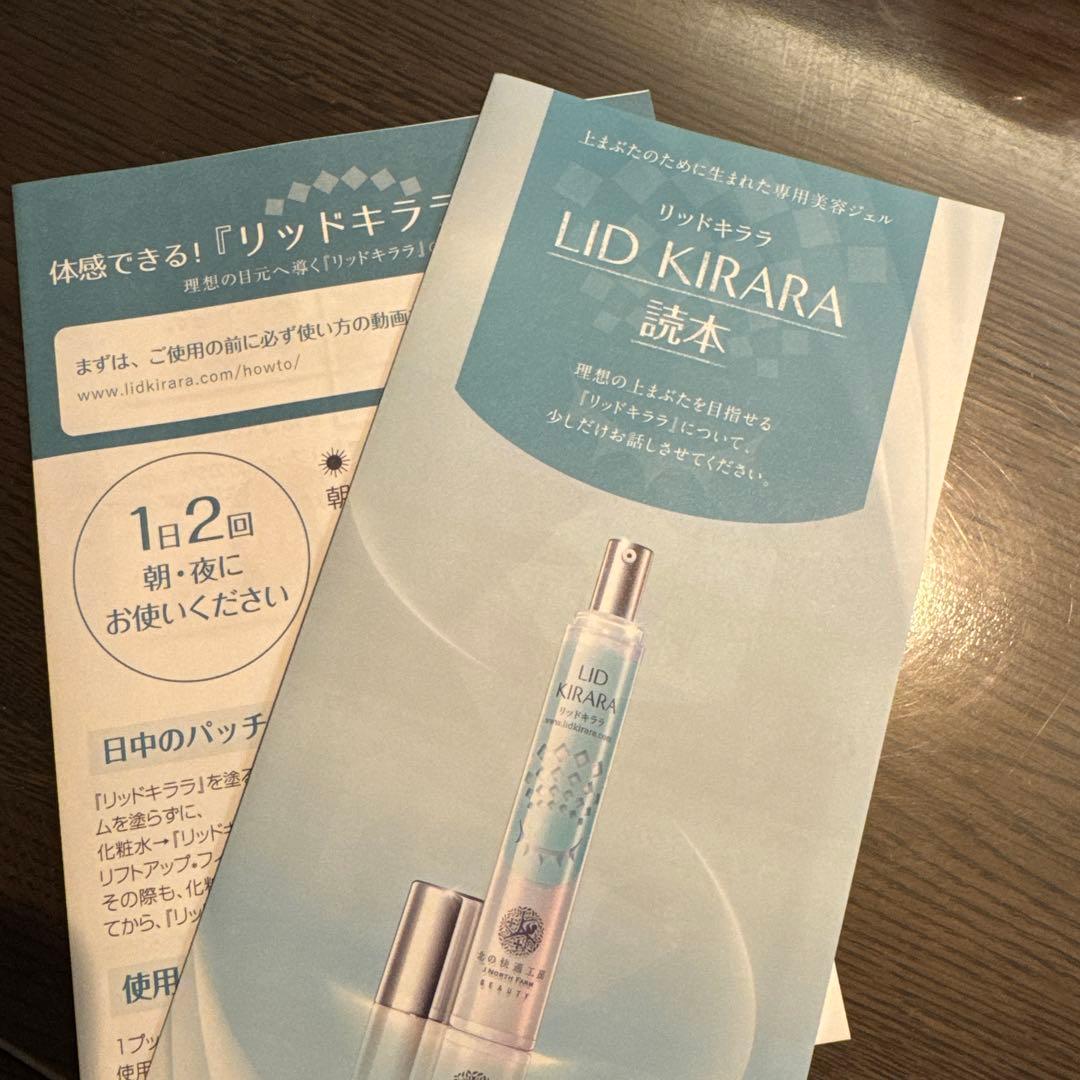 体感できる!『リッドキララ
理想の目元へ導く『リッドキララ』の
まずは、ご使用の前に必ず使い方の動画
www.lidkirara.com/howto/
1日2回
朝・夜に
お使いください
朝
日中のパッチ
『リッドキララ』を塗る
ムを塗らずに、
化粧水→『リッドキ
リフトアップ・フィ
その際も、化粧
てから、『リッ
使用
1プッ
使用
上まぶたのために生まれた専用美容ジェル
リッドキララ
LID KIRARA
読本
理想の上まぶたを目指せる
『リッドキララ』について、
少しだけお話しさせてください。
LID
KIRARA
リッドキララ
www.lidkirara.com
北の快適工房
J NORTH FARM
BEAUTY